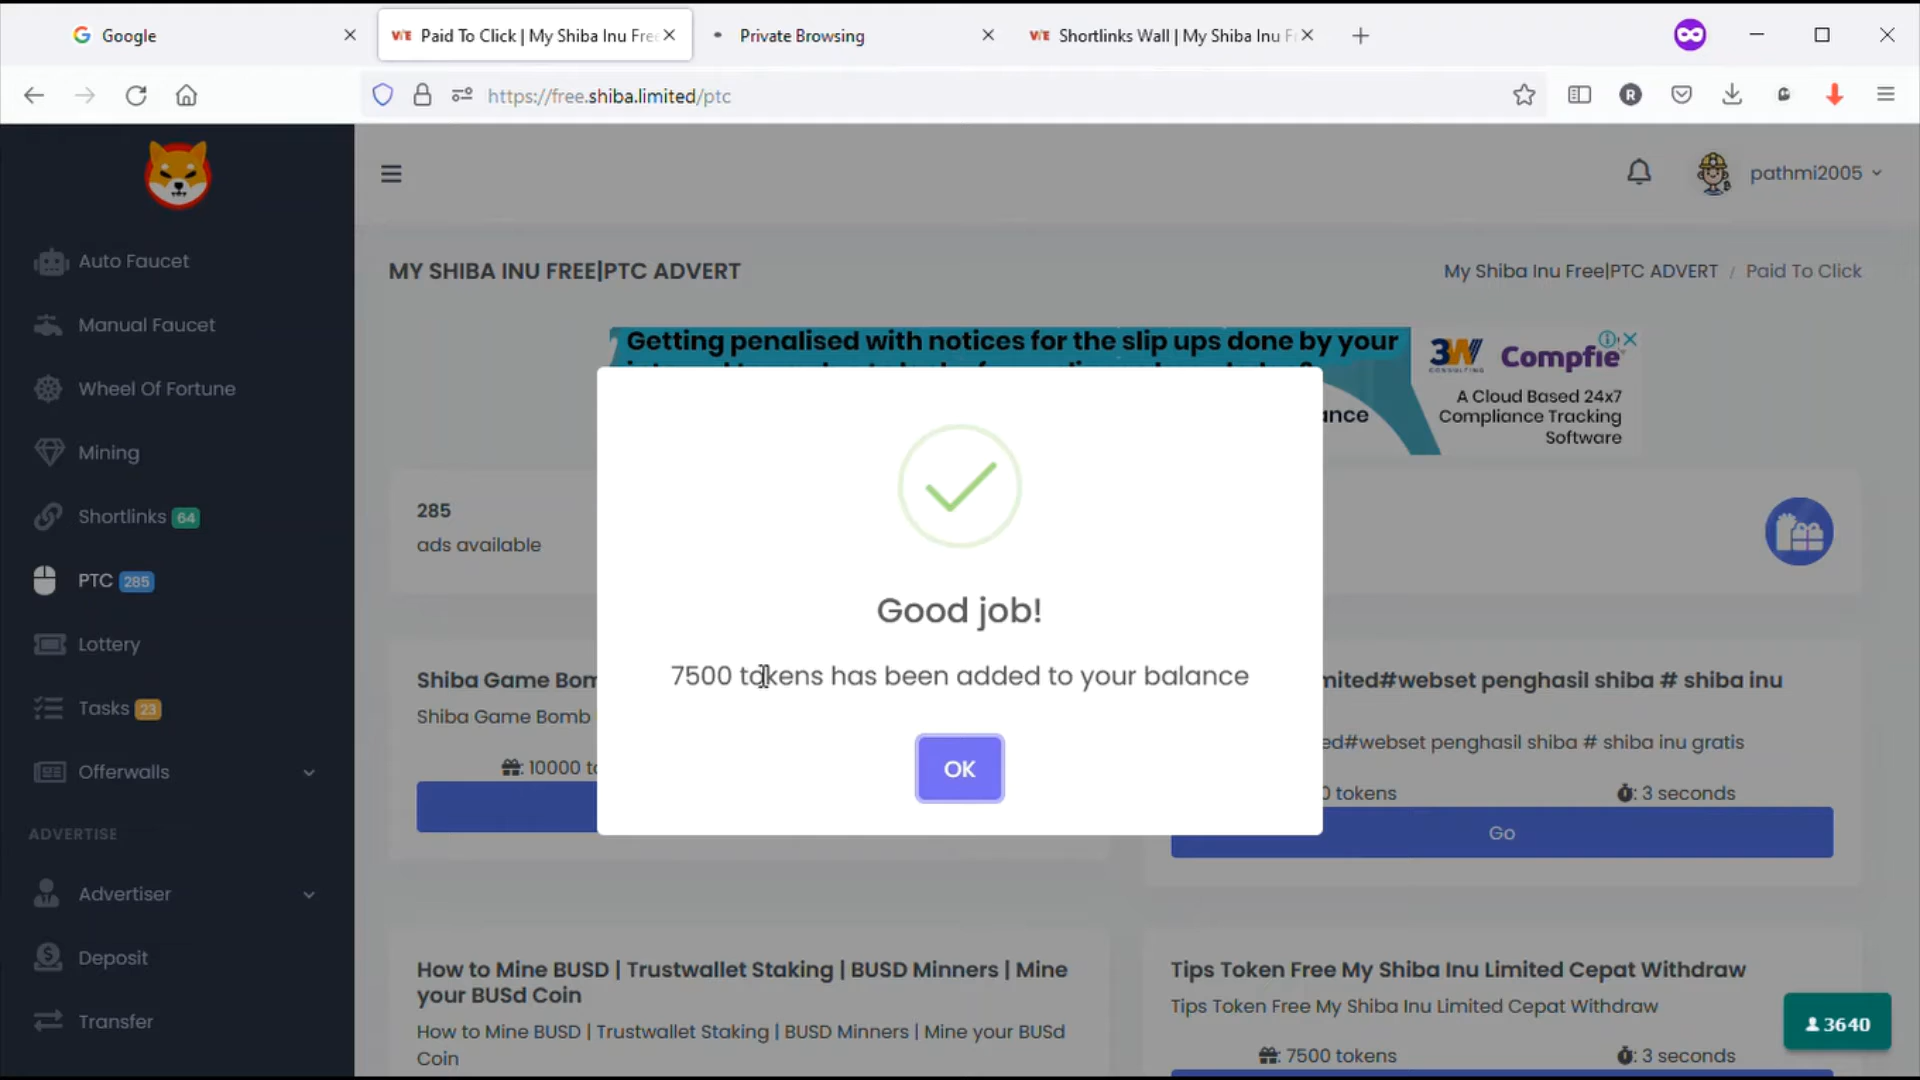 Google
Paid To Click | My Shiba Inu Free
Private Browsing
Shortlinks Wall | My Shiba Inu F
https://free.shiba.limited/ptc
pathmi2005
Auto Faucet
Manual Faucet
Wheel Of Fortune
Mining
Shortlinks 64
PTC 285
Lottery
Tasks 23
Offerwalls
ADVERTISE
Advertiser
Deposit
Transfer
MY SHIBA INU FREE|PTC ADVERT
My Shiba Inu Free|PTC ADVERT / Paid To Click
Getting penalised with notices for the slip ups done by your
3W CONSULTING
Compfie
A Cloud Based 24x7
Compliance Tracking
Software
285
ads available
Good job!
7500 tokens has been added to your balance
OK
Shiba Game Bom
Shiba Game Bomb
10000 to
mited#webset penghasil shiba # shiba inu
ed#webset penghasil shiba # shiba inu gratis
0 tokens
: 3 seconds
Go
How to Mine BUSD | Trustwallet Staking | BUSD Minners | Mine
your BUSd Coin
How to Mine BUSD | Trustwallet Staking | BUSD Minners | Mine your BUSd
Coin
Tips Token Free My Shiba Inu Limited Cepat Withdraw
Tips Token Free My Shiba Inu Limited Cepat Withdraw
: 7500 tokens
: 3 seconds
3640